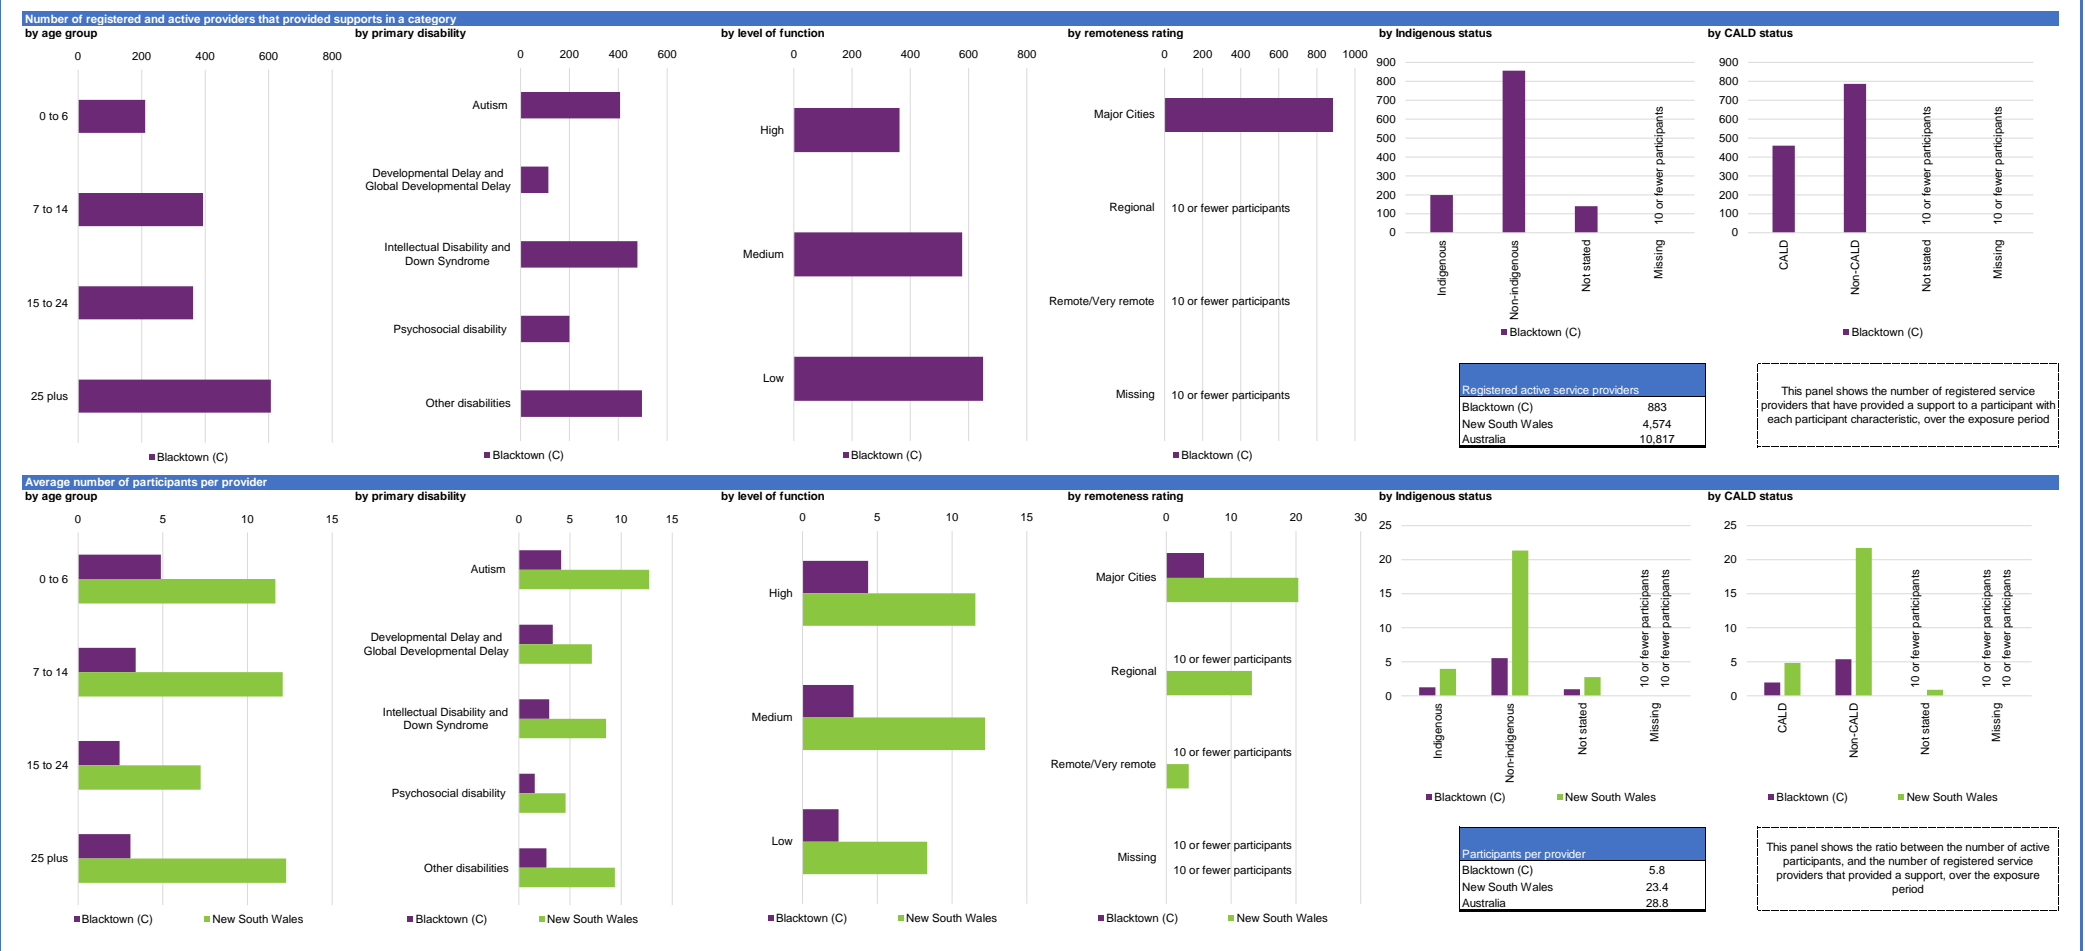 Number of registered and active providers that provided supports in a category
by age group
0
200
400
600
800
0 to 6
7 to 14
15 to 24
25 plus
Blacktown (C)
by primary disability
0
200
400
600
Autism
Developmental Delay and
Global Developmental Delay
Intellectual Disability and
Down Syndrome
Psychosocial disability
Other disabilities
Blacktown (C)
by level of function
0
200
400
600
800
High
Medium
Low
Blacktown (C)
by remoteness rating
0
200
400
600
800
1000
Major Cities
Regional
10 or fewer participants
Remote/Very remote
10 or fewer participants
Missing
10 or fewer participants
Blacktown (C)
by Indigenous status
900
800
700
600
500
400
300
200
100
0
10 or fewer participants
Indigenous
Non-indigenous
Not stated
Missing
Blacktown (C)
by CALD status
900
800
700
600
500
400
300
200
100
0
10 or fewer participants
10 or fewer participants
CALD
Non-CALD
Not stated
Missing
Blacktown (C)
Registered active service providers
Blacktown (C) 883
New South Wales 4,574
Australia 10,817
This panel shows the number of registered service
providers that have provided a support to a participant with
each participant characteristic, over the exposure period
Average number of participants per provider
by age group
0
5
10
15
0 to 6
7 to 14
15 to 24
25 plus
Blacktown (C)
New South Wales
by primary disability
0
5
10
15
Autism
Developmental Delay and
Global Developmental Delay
Intellectual Disability and
Down Syndrome
Psychosocial disability
Other disabilities
Blacktown (C)
New South Wales
by level of function
0
5
10
15
High
Medium
Low
Blacktown (C)
New South Wales
by remoteness rating
0
10
20
30
Major Cities
10 or fewer participants
Regional
10 or fewer participants
Remote/Very remote
10 or fewer participants
Missing
10 or fewer participants
Blacktown (C)
New South Wales
by Indigenous status
25
20
15
10
5
0
10 or fewer participants
10 or fewer participants
Indigenous
Non-indigenous
Not stated
Missing
Blacktown (C)
New South Wales
by CALD status
25
20
15
10
5
0
10 or fewer participants
10 or fewer participants
10 or fewer participants
CALD
Non-CALD
Not stated
Missing
Blacktown (C)
New South Wales
Participants per provider
Blacktown (C) 5.8
New South Wales 23.4
Australia 28.8
This panel shows the ratio between the number of active
participants, and the number of registered service
providers that provided a support, over the exposure
period